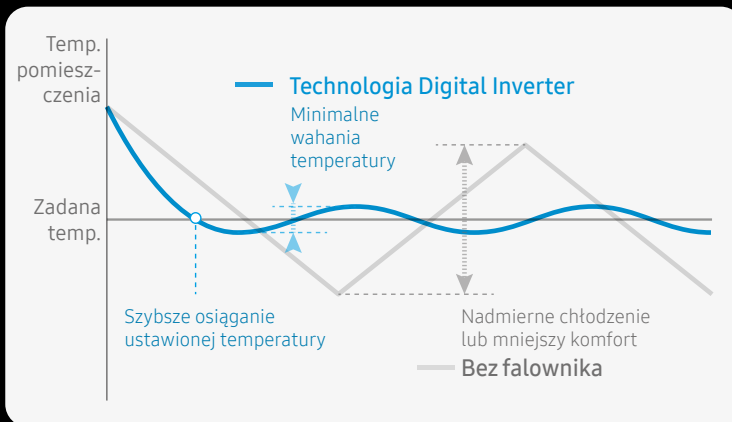 Temp.
pomiesz-
czenia
Technologia Digital Inverter
Minimalne
wahania
temperatury
Zadana
temp.
Szybsze osiąganie
ustawionej temperatury
Nadmierne chłodzenie
lub mniejszy komfort
Bez falownika